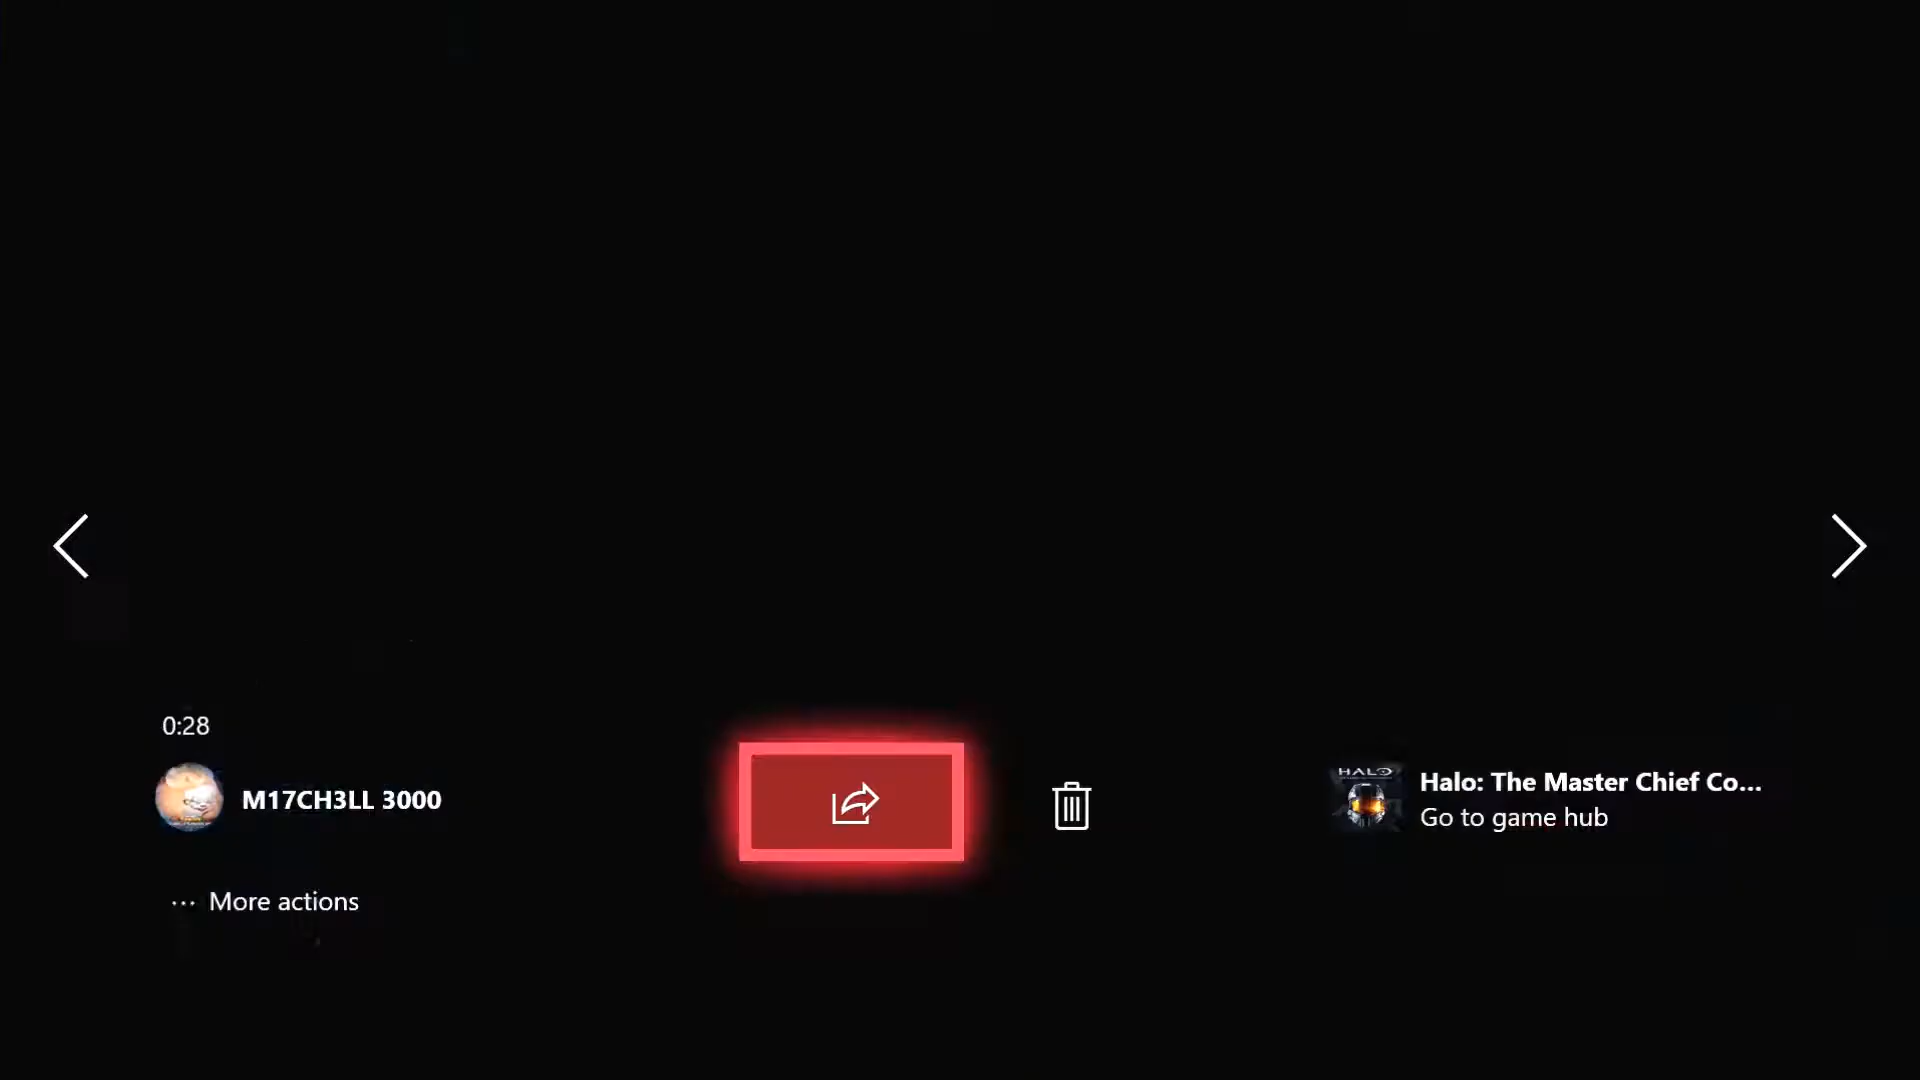 0:28
M17CH3LL 3000
··· More actions
HALO
Halo: The Master Chief Co...
Go to game hub